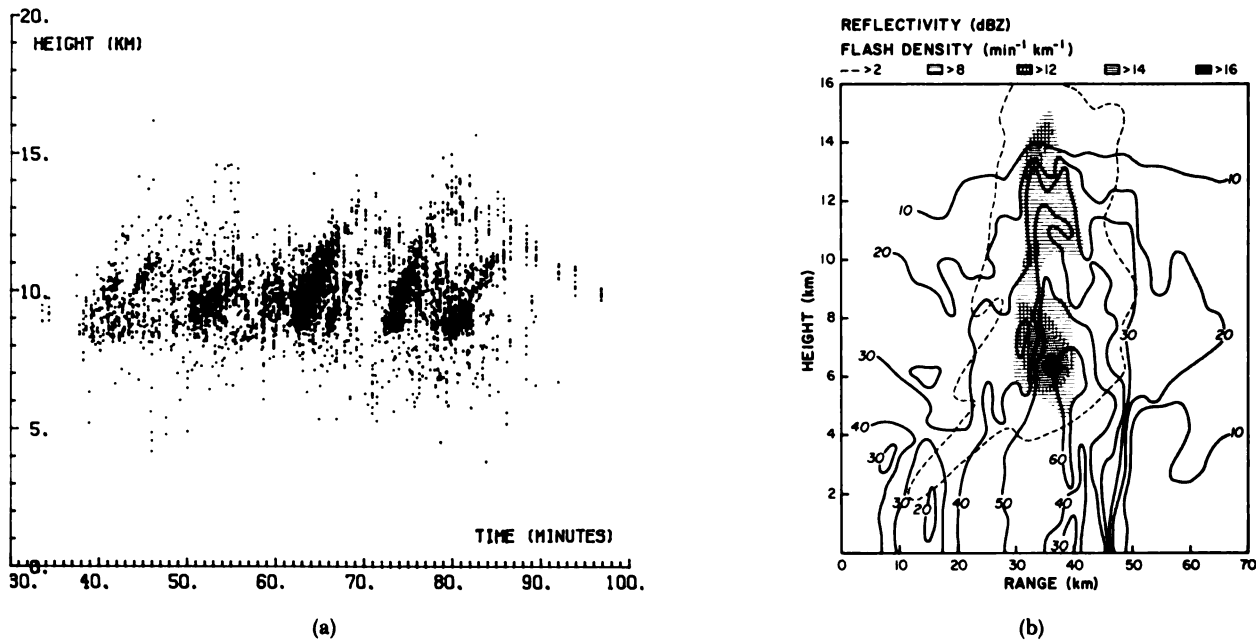 20.
HEIGHT (KM)
15.
10.
5.
0.
TIME (MINUTES)
30. 40. 50. 60. 70. 80. 90. 100.
(a)
REFLECTIVITY (dBZ)
FLASH DENSITY (min⁻¹ km⁻¹)
>2 >8 >12 >14 >16
16
14
12
10
8
6
4
2
HEIGHT (km)
10
10
20
30
20
30
40
10
30
60
30 20 40 50 40
30
0 10 20 30 40 50 60 70
RANGE (km)
(b)